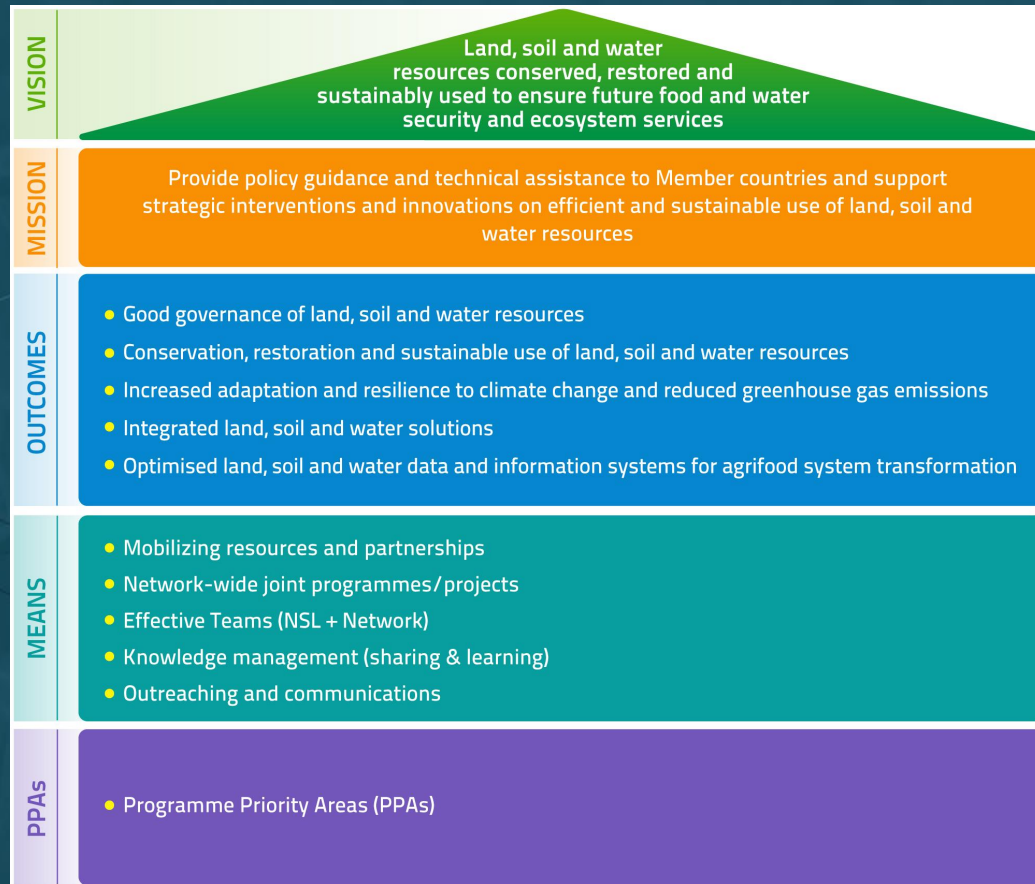 VISION
Land, soil and water
resources conserved, restored and
sustainably used to ensure future food and water
security and ecosystem services
MISSION
Provide policy guidance and technical assistance to Member countries and support
strategic interventions and innovations on efficient and sustainable use of land, soil and
water resources
OUTCOMES
Good governance of land, soil and water resources
Conservation, restoration and sustainable use of land, soil and water resources
Increased adaptation and resilience to climate change and reduced greenhouse gas emissions
Integrated land, soil and water solutions
Optimised land, soil and water data and information systems for agrifood system transformation
MEANS
Mobilizing resources and partnerships
Network-wide joint programmes/projects
Effective Teams (NSL + Network)
Knowledge management (sharing & learning)
Outreaching and communications
PPAs
Programme Priority Areas (PPAs)